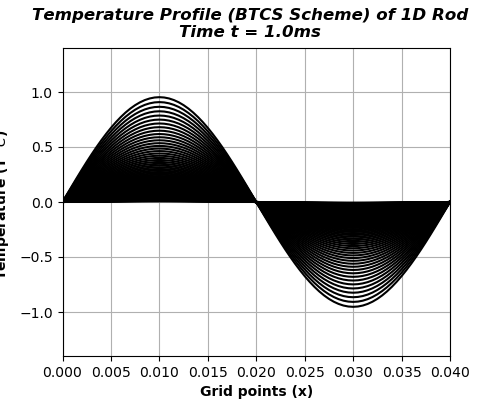 Temperature Profile (BTCS Scheme) of 1D Rod
Time t = 1.0ms
1.0
0.5
0.0
−0.5
−1.0
0.000 0.005 0.010 0.015 0.020 0.025 0.030 0.035 0.040
Grid points (x)